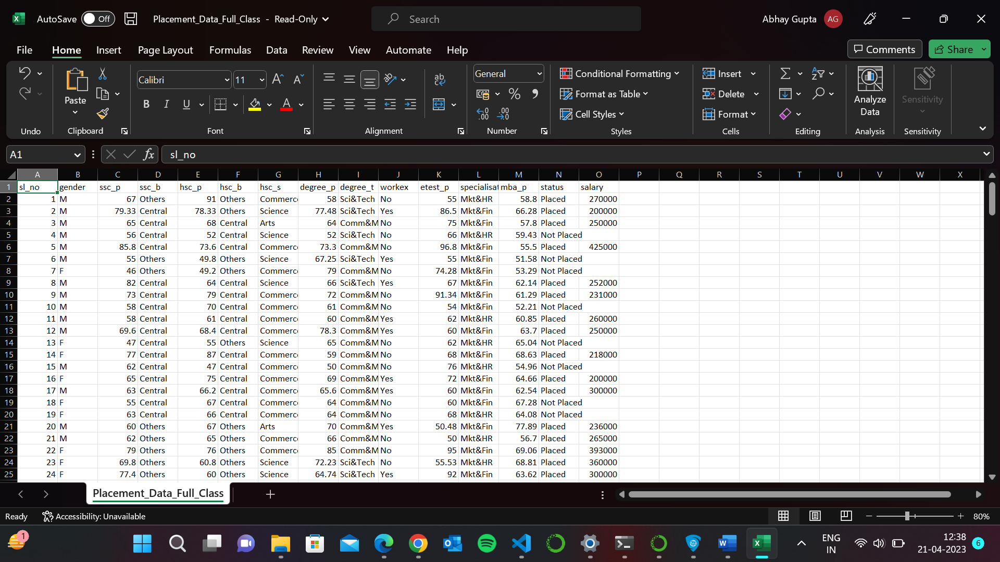 AutoSave Off Placement_Data_Full_Class - Read-Only Search Abhay Gupta AG
File Home Insert Page Layout Formulas Data Review View Automate Help Comments Share
Paste
Calibri 11
B I U A
General
Conditional Formatting
Format as Table
Cell Styles
Insert
Delete
Format
Analyze Data
Sensitivity
Undo Clipboard Font Alignment Number Styles Cells Editing Analysis Sensitivity
A1 fx sl_no
A B C D E F G H I J K L M N O P Q R S T U V W X
1 sl_no gender ssc_p ssc_b hsc_p hsc_b hsc_s degree_p degree_t workex etest_p specialisat mba_p status salary
2 1 M 67 Others 91 Others Commerc 58 Sci&Tech No 55 Mkt&HR 58.8 Placed 270000
3 2 M 79.33 Central 78.33 Others Science 77.48 Sci&Tech Yes 86.5 Mkt&Fin 66.28 Placed 200000
4 3 M 65 Central 68 Central Arts 64 Comm&M No 75 Mkt&Fin 57.8 Placed 250000
5 4 M 56 Central 52 Central Science 52 Sci&Tech No 66 Mkt&HR 59.43 Not Placed
6 5 M 85.8 Central 73.6 Central Commerc 73.3 Comm&M No 96.8 Mkt&Fin 55.5 Placed 425000
7 6 M 55 Others 49.8 Others Science 67.25 Sci&Tech Yes 55 Mkt&Fin 51.58 Not Placed
8 7 F 46 Others 49.2 Others Commerc 79 Comm&M No 74.28 Mkt&Fin 53.29 Not Placed
9 8 M 82 Central 64 Central Science 66 Sci&Tech Yes 67 Mkt&Fin 62.14 Placed 252000
10 9 M 73 Central 79 Central Commerc 72 Comm&M No 91.34 Mkt&Fin 61.29 Placed 231000
11 10 M 58 Central 70 Central Commerc 61 Comm&M No 54 Mkt&Fin 52.21 Not Placed
12 11 M 58 Central 61 Central Commerc 60 Comm&M Yes 62 Mkt&HR 60.85 Placed 260000
13 12 M 69.6 Central 68.4 Central Commerc 78.3 Comm&M Yes 60 Mkt&Fin 63.7 Placed 250000
14 13 F 47 Central 55 Others Science 65 Comm&M No 62 Mkt&HR 65.04 Not Placed
15 14 F 77 Central 87 Central Commerc 59 Comm&M No 68 Mkt&Fin 68.63 Placed 218000
16 15 M 62 Central 47 Central Commerc 50 Comm&M No 76 Mkt&HR 54.96 Not Placed
17 16 F 65 Central 75 Central Commerc 69 Comm&M Yes 72 Mkt&Fin 64.66 Placed 200000
18 17 M 63 Central 66.2 Central Commerc 65.6 Comm&M Yes 60 Mkt&Fin 62.54 Placed 300000
19 18 F 55 Central 67 Central Commerc 64 Comm&M No 60 Mkt&Fin 67.28 Not Placed
20 19 F 63 Central 66 Central Commerc 64 Comm&M No 68 Mkt&HR 64.08 Not Placed
21 20 M 60 Others 67 Others Arts 70 Comm&M Yes 50.48 Mkt&Fin 77.89 Placed 236000
22 21 M 62 Others 65 Others Commerc 66 Comm&M No 50 Mkt&HR 56.7 Placed 265000
23 22 F 79 Others 76 Others Commerc 85 Comm&M No 95 Mkt&Fin 69.06 Placed 393000
24 23 F 69.8 Others 60.8 Others Science 72.23 Sci&Tech No 55.53 Mkt&HR 68.81 Placed 360000
25 24 F 77.4 Others 60 Others Science 64.74 Sci&Tech Yes 92 Mkt&Fin 63.62 Placed 300000
Placement_Data_Full_Class
Ready Accessibility: Unavailable 80%
1 ENG IN 12:38 21-04-2023 6